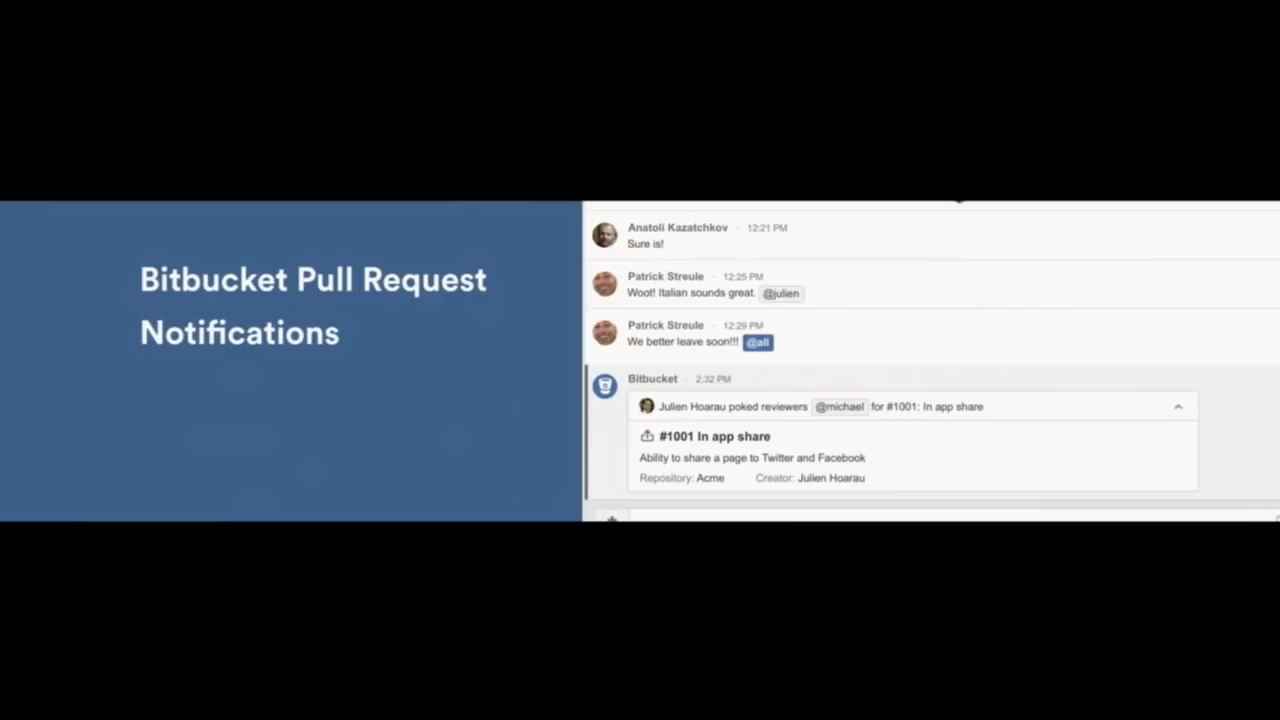 Bitbucket Pull Request
Notifications
Anatoli Kazatchkov · 12:21 PM
Sure is!
Patrick Streule · 12:25 PM
Woot! Italian sounds great. @julien
Patrick Streule · 12:29 PM
We better leave soon!!! @all
Bitbucket · 2:32 PM
Julien Hoarau poked reviewers @michael for #1001: In app share
#1001 In app share
Ability to share a page to Twitter and Facebook
Repository: Acme Creator: Julien Hoarau